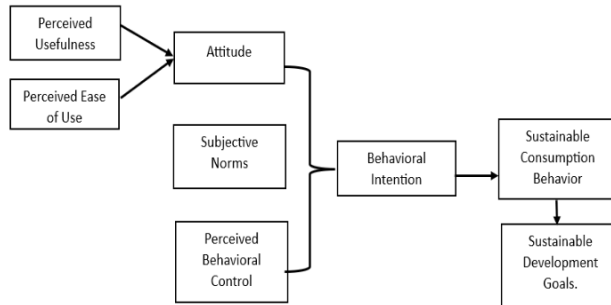 Perceived
Usefulness
Perceived Ease
of Use
Attitude
Subjective
Norms
Perceived
Behavioral
Control
Behavioral
Intention
Sustainable
Consumption
Behavior
Sustainable
Development
Goals.